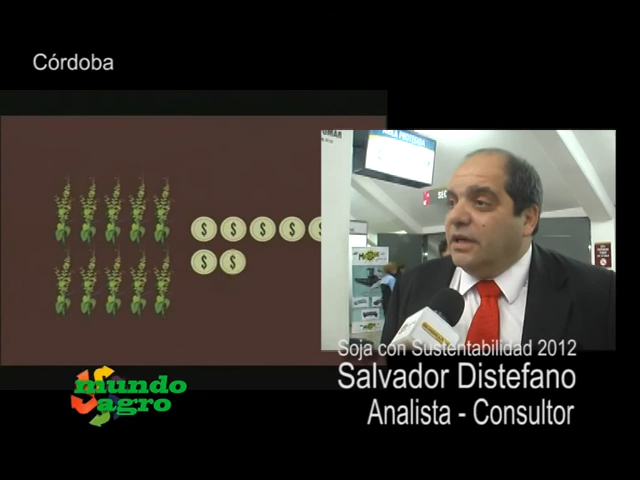 Córdoba
$ $ $ $ $
$ $
Soja con Sustentabilidad 2012
Salvador Distefano
Analista - Consultor
mundo
agro